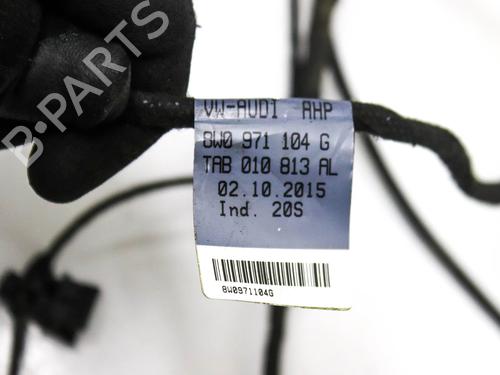 VW-AUDI AHP
8W0 971 104 G
TAB 010 813 AL
02.10.2015
Ind. 20S
8W0971104G
B-PARTS